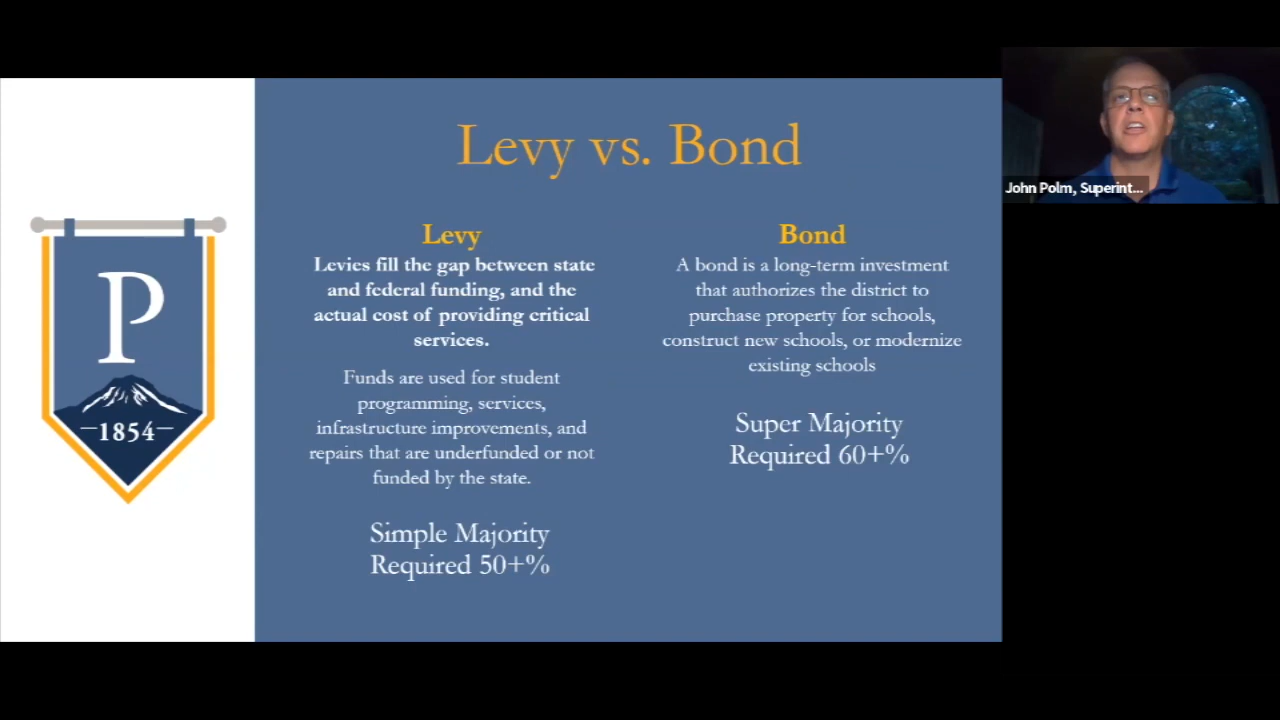 Levy vs. Bond
Levy
Levies fill the gap between state
and federal funding, and the
actual cost of providing critical
services.
Funds are used for student
programming, services,
infrastructure improvements, and
repairs that are underfunded or not
funded by the state.
Simple Majority
Required 50+%
Bond
A bond is a long-term investment
that authorizes the district to
purchase property for schools,
construct new schools, or modernize
existing schools
Super Majority
Required 60+%
P
1854
John Polm, Superint...